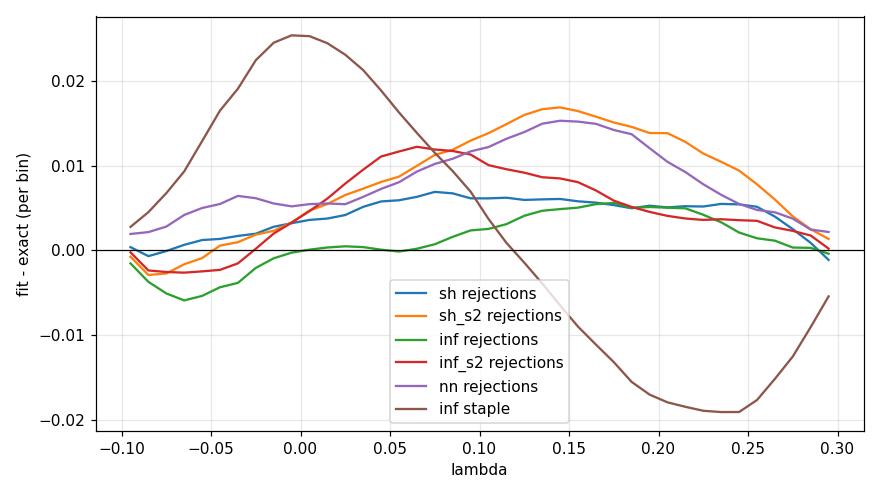 0.02
0.01
0.00
−0.01
−0.02
fit - exact (per bin)
sh rejections
sh_s2 rejections
inf rejections
inf_s2 rejections
nn rejections
inf staple
−0.10
−0.05
0.00
0.05
0.10
0.15
0.20
0.25
0.30
lambda